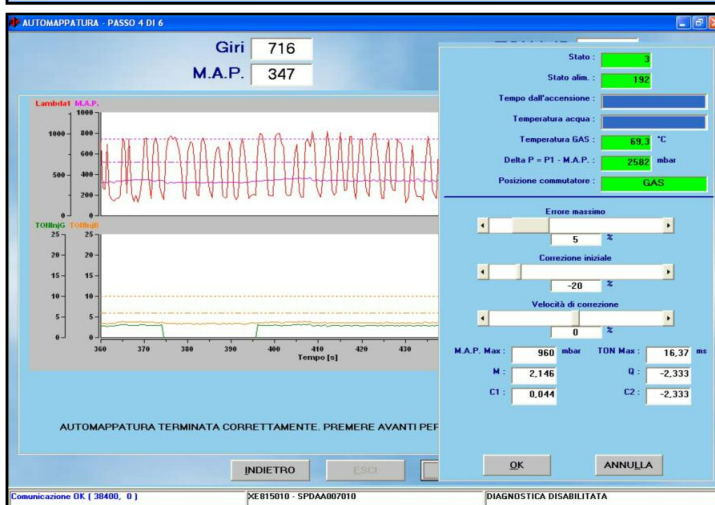 AUTOMAPPATURA - PASSO 4 DI 6
Giri 716
M.A.P. 347
Lambda1 M.A.P.
1000
1000 800
600
500 400
200
0 0
TONInjG TONInjB
25 25
20 20
15 15
10 10
5 5
0 0
360 370 380 390 400 410 420 430
Tempo [s]
AUTOMAPPATURA TERMINATA CORRETTAMENTE. PREMERE AVANTI PER
INDIETRO ESCI
Stato : 3
Stato alim. : 192
Tempo dall'accensione :
Temperatura acqua :
Temperatura GAS : 69,3 °C
Delta P = P1 - M.A.P. : 2502 mbar
Posizione commutatore : GAS
Errore massimo
5 %
Correzione iniziale
-20 %
Velocità di correzione
0 %
M.A.P. Max : 960 mbar TON Max : 16,37 ms
M : 2,146 Q : -2,333
C1 : 0,044 C2 : -2,333
OK ANNULLA
Comunicazione OK ( 38400, 0 ) XE815010 - SPDAA007010 DIAGNOSTICA DISABILITATA